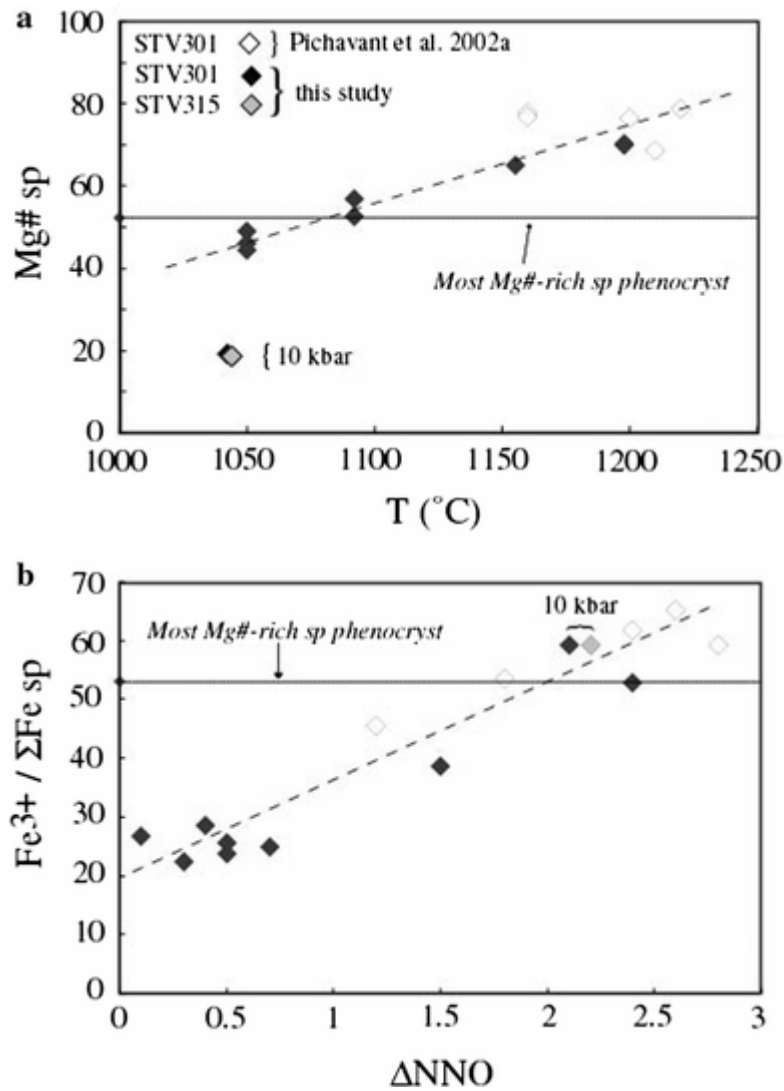 a
100
80
60
40
20
0
Mg# sp
STV301 } Pichavant et al. 2002a
STV301
STV315 } this study
Most Mg#-rich sp phenocryst
{ 10 kbar
1000 1050 1100 1150 1200 1250
T (°C)
b
70
60
50
40
30
20
10
0
Fe3+ / ΣFe sp
Most Mg#-rich sp phenocryst
10 kbar
0 0.5 1 1.5 2 2.5 3
ΔNNO